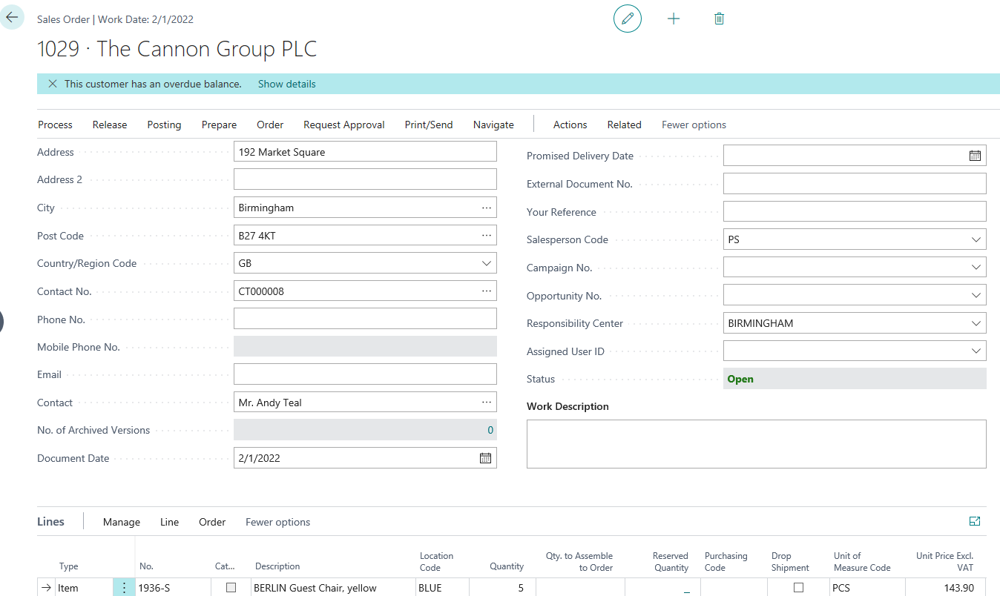 Sales Order | Work Date: 2/1/2022
1029 · The Cannon Group PLC
This customer has an overdue balance. Show details
Process Release Posting Prepare Order Request Approval Print/Send Navigate Actions Related Fewer options
Address 192 Market Square
Address 2
City Birmingham
Post Code B27 4KT
Country/Region Code GB
Contact No. CT000008
Phone No.
Mobile Phone No.
Email
Contact Mr. Andy Teal
No. of Archived Versions 0
Document Date 2/1/2022
Promised Delivery Date
External Document No.
Your Reference
Salesperson Code PS
Campaign No.
Opportunity No.
Responsibility Center BIRMINGHAM
Assigned User ID
Status Open
Work Description
Lines Manage Line Order Fewer options
Type No. Cat... Description Location Code Quantity Qty. to Assemble to Order Reserved Quantity Purchasing Code Drop Shipment Unit of Measure Code Unit Price Excl. VAT
Item 1936-S BERLIN Guest Chair, yellow BLUE 5 _ PCS 143.90